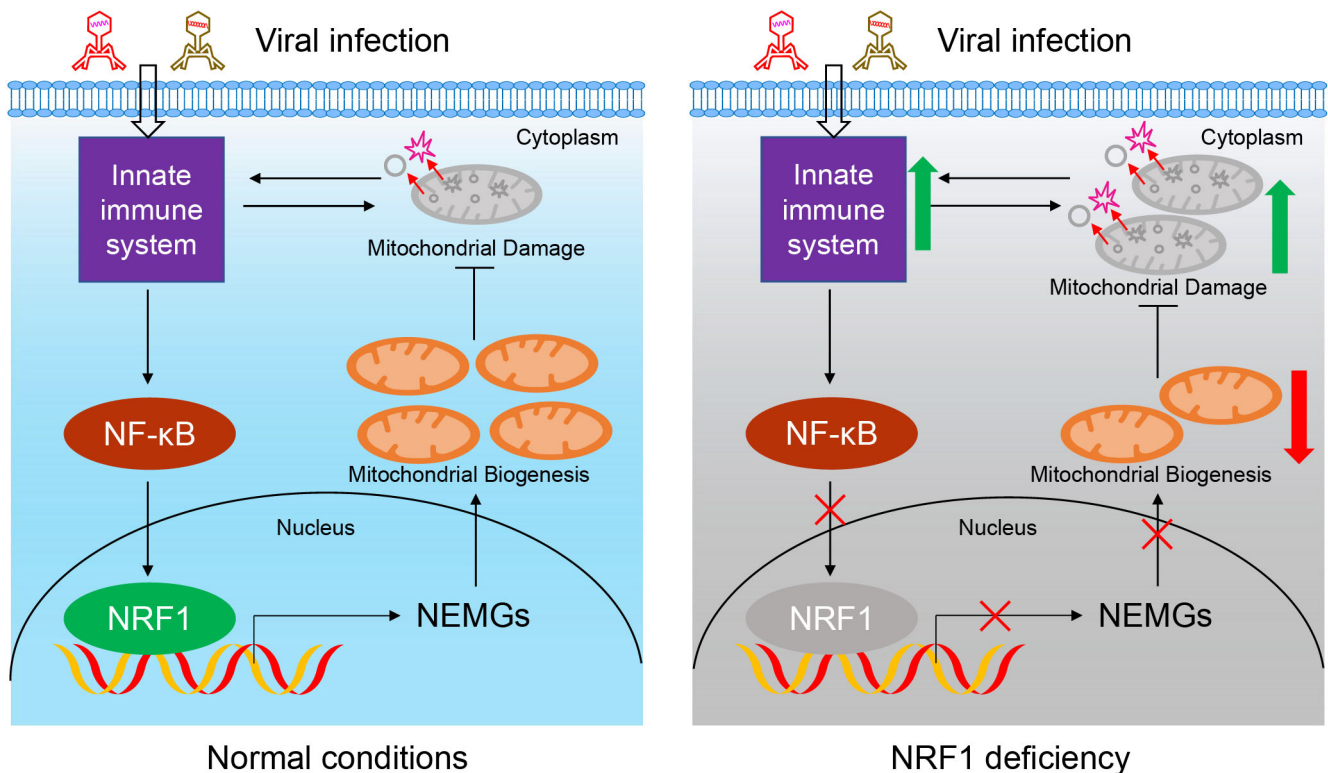 Viral infection
Cytoplasm
Innate
immune
system
Mitochondrial Damage
NF-κB
Mitochondrial Biogenesis
Nucleus
NRF1
NEMGs
Normal conditions
Viral infection
Cytoplasm
Innate
immune
system
Mitochondrial Damage
NF-κB
Mitochondrial Biogenesis
Nucleus
NRF1
NEMGs
NRF1 deficiency